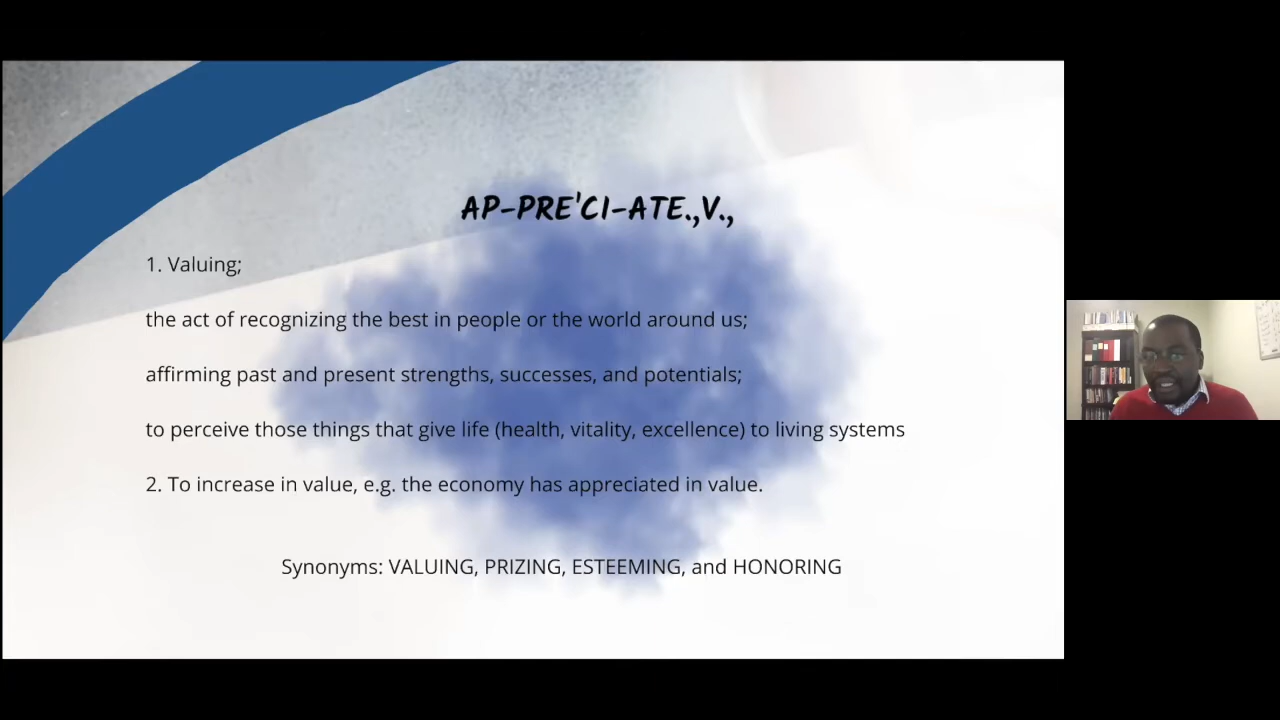 AP-PRE'CI-ATE.,V.,
1. Valuing;
the act of recognizing the best in people or the world around us;
affirming past and present strengths, successes, and potentials;
to perceive those things that give life (health, vitality, excellence) to living systems
2. To increase in value, e.g. the economy has appreciated in value.
Synonyms: VALUING, PRIZING, ESTEEMING, and HONORING